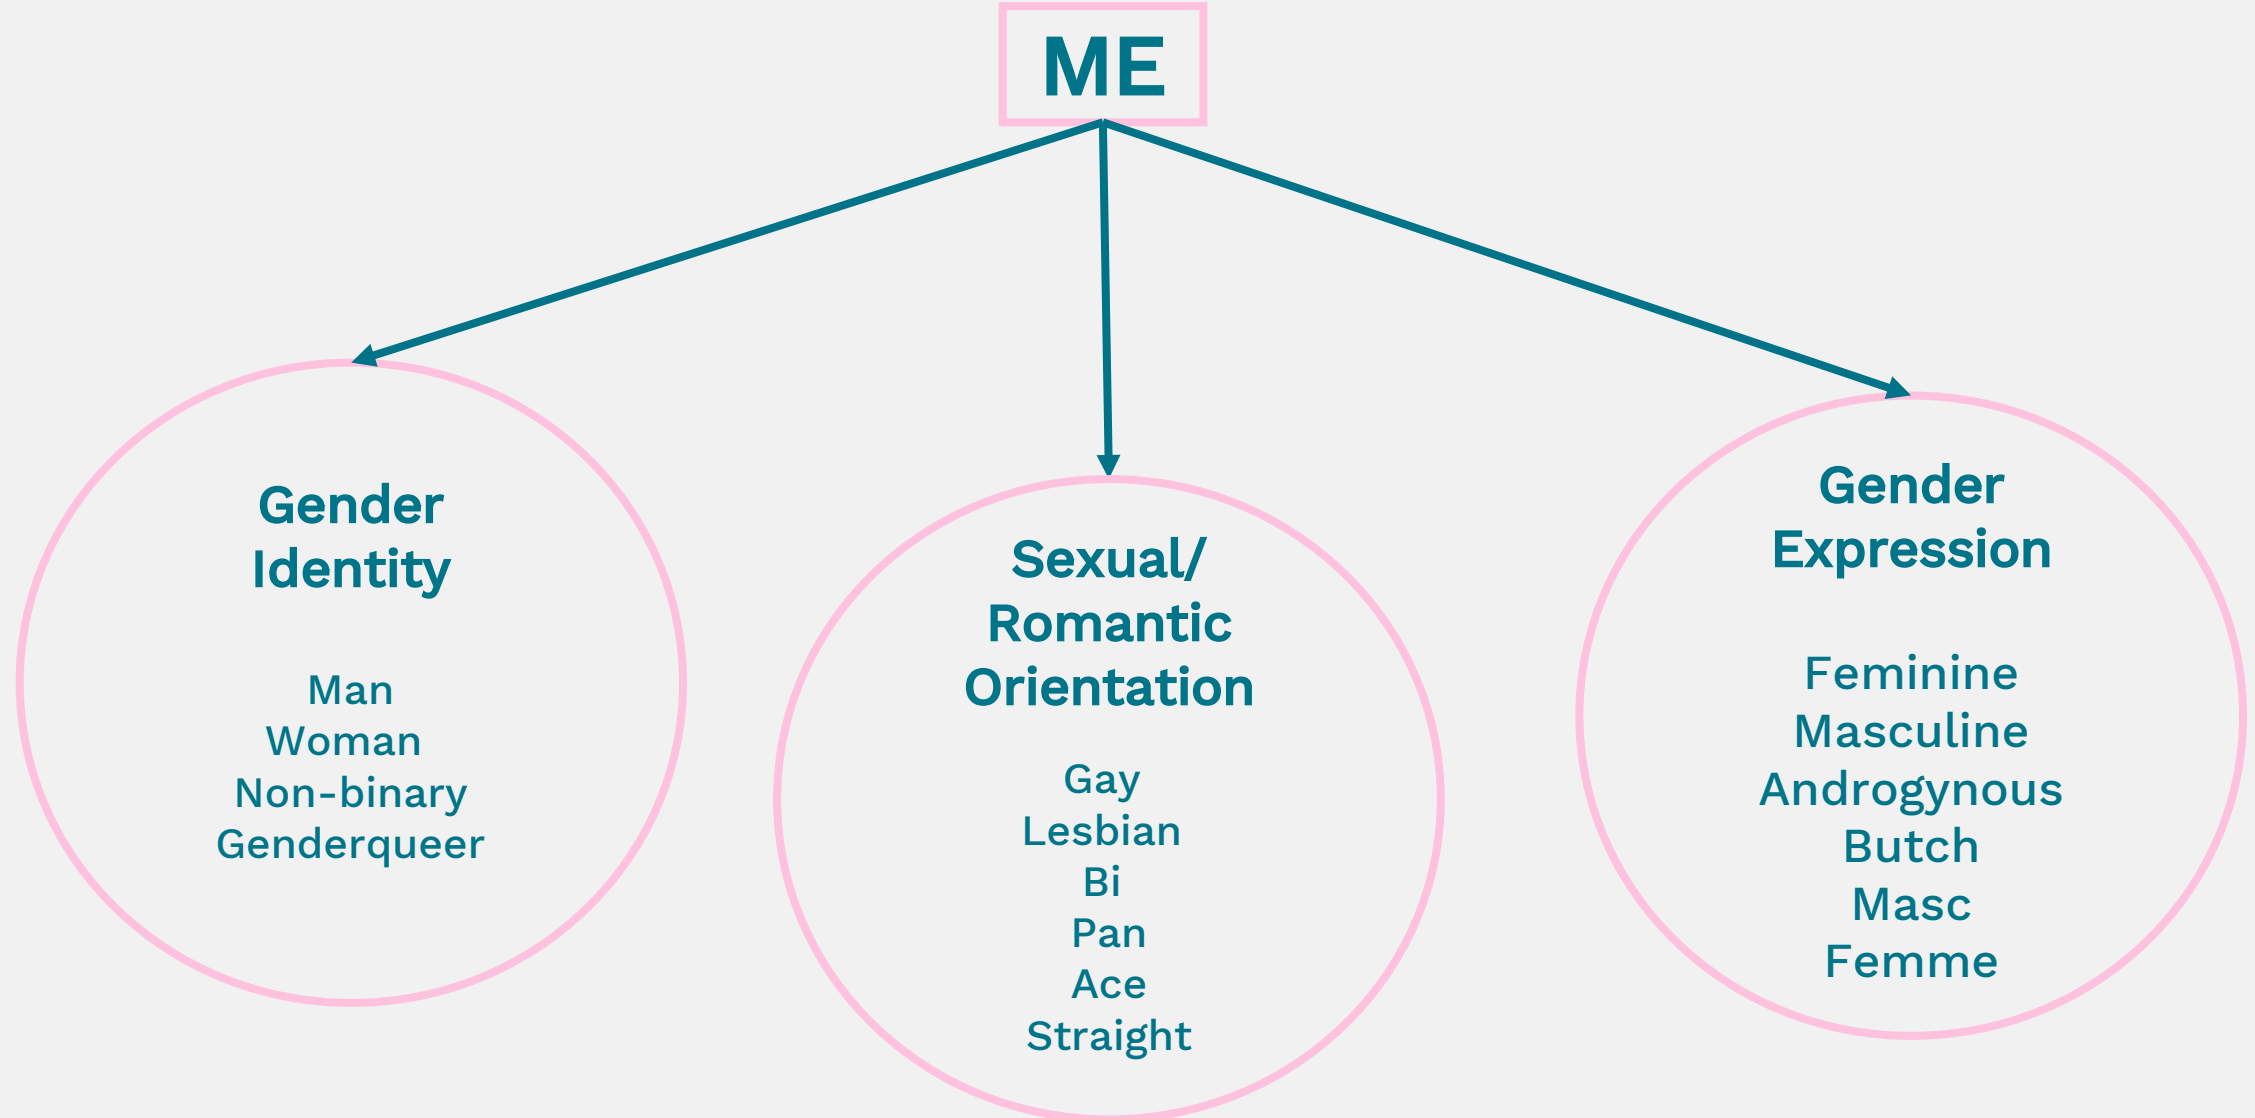 ME
Gender
Identity
Man
Woman
Non-binary
Genderqueer
Sexual/
Romantic
Orientation
Gay
Lesbian
Bi
Pan
Ace
Straight
Gender
Expression
Feminine
Masculine
Androgynous
Butch
Masc
Femme